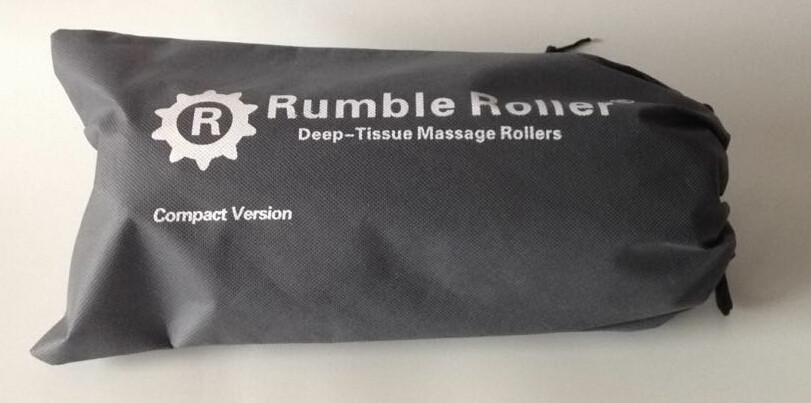 R
Rumble Roller®
Deep-Tissue Massage Rollers
Compact Version